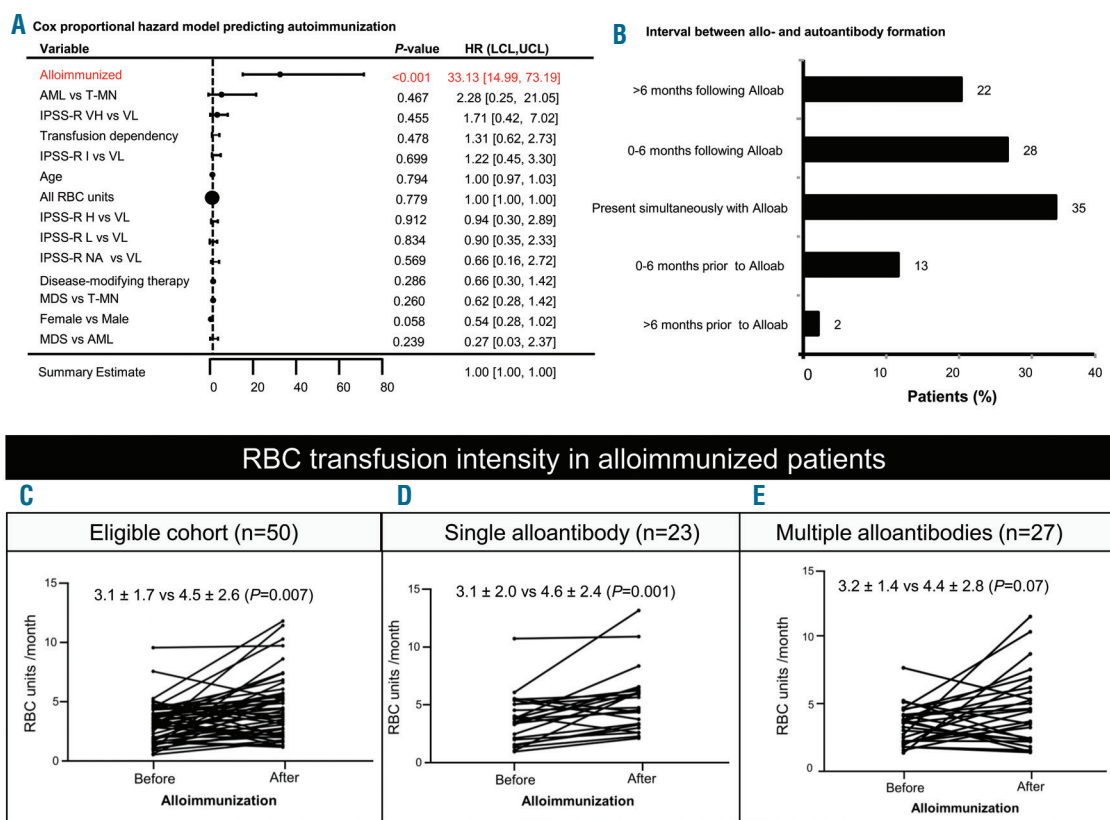 A Cox proportional hazard model predicting autoimmunization
Variable P-value HR (LCL,UCL)
Alloimmunized <0.001 33.13 [14.99, 73.19]
AML vs T-MN 0.467 2.28 [0.25, 21.05]
IPSS-R VH vs VL 0.455 1.71 [0.42, 7.02]
Transfusion dependency 0.478 1.31 [0.62, 2.73]
IPSS-R I vs VL 0.699 1.22 [0.45, 3.30]
Age 0.794 1.00 [0.97, 1.03]
All RBC units 0.779 1.00 [1.00, 1.00]
IPSS-R H vs VL 0.912 0.94 [0.30, 2.89]
IPSS-R L vs VL 0.834 0.90 [0.35, 2.33]
IPSS-R NA vs VL 0.569 0.66 [0.16, 2.72]
Disease-modifying therapy 0.286 0.66 [0.30, 1.42]
MDS vs T-MN 0.260 0.62 [0.28, 1.42]
Female vs Male 0.058 0.54 [0.28, 1.02]
MDS vs AML 0.239 0.27 [0.03, 2.37]
Summary Estimate 1.00 [1.00, 1.00]
0 20 40 60 80
B Interval between allo- and autoantibody formation
>6 months following Alloab 22
0-6 months following Alloab 28
Present simultaneously with Alloab 35
0-6 months prior to Alloab 13
>6 months prior to Alloab 2
0 10 20 30 40
Patients (%)
RBC transfusion intensity in alloimmunized patients
C
Eligible cohort (n=50)
3.1 ± 1.7 vs 4.5 ± 2.6 (P=0.007)
RBC units /month
15
10
5
0
Before After
Alloimmunization
D
Single alloantibody (n=23)
3.1 ± 2.0 vs 4.6 ± 2.4 (P=0.001)
RBC units /month
15
10
5
0
Before After
Alloimmunization
E
Multiple alloantibodies (n=27)
3.2 ± 1.4 vs 4.4 ± 2.8 (P=0.07)
RBC units /month
15
10
5
0
Before After
Alloimmunization